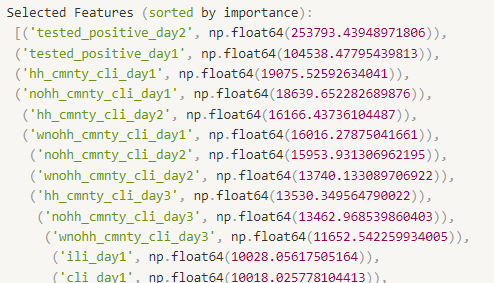 Selected Features (sorted by importance):
[('tested_positive_day2', np.float64(253793.43948971806)),
('tested_positive_day1', np.float64(104538.47795439813)),
('hh_cmnty_cli_day1', np.float64(19075.52592634041)),
('nohh_cmnty_cli_day1', np.float64(18639.652282689876)),
('hh_cmnty_cli_day2', np.float64(16166.43736104487)),
('wnohh_cmnty_cli_day1', np.float64(16016.27875041661)),
('nohh_cmnty_cli_day2', np.float64(15953.931306962195)),
('wnohh_cmnty_cli_day2', np.float64(13740.133089706922)),
('hh_cmnty_cli_day3', np.float64(13530.349564790022)),
('nohh_cmnty_cli_day3', np.float64(13462.968539860403)),
('wnohh_cmnty_cli_day3', np.float64(11652.542259934005)),
('ili_day1', np.float64(10028.05617505164)),
('cli_day1', np.float64(10018.025778104413)),